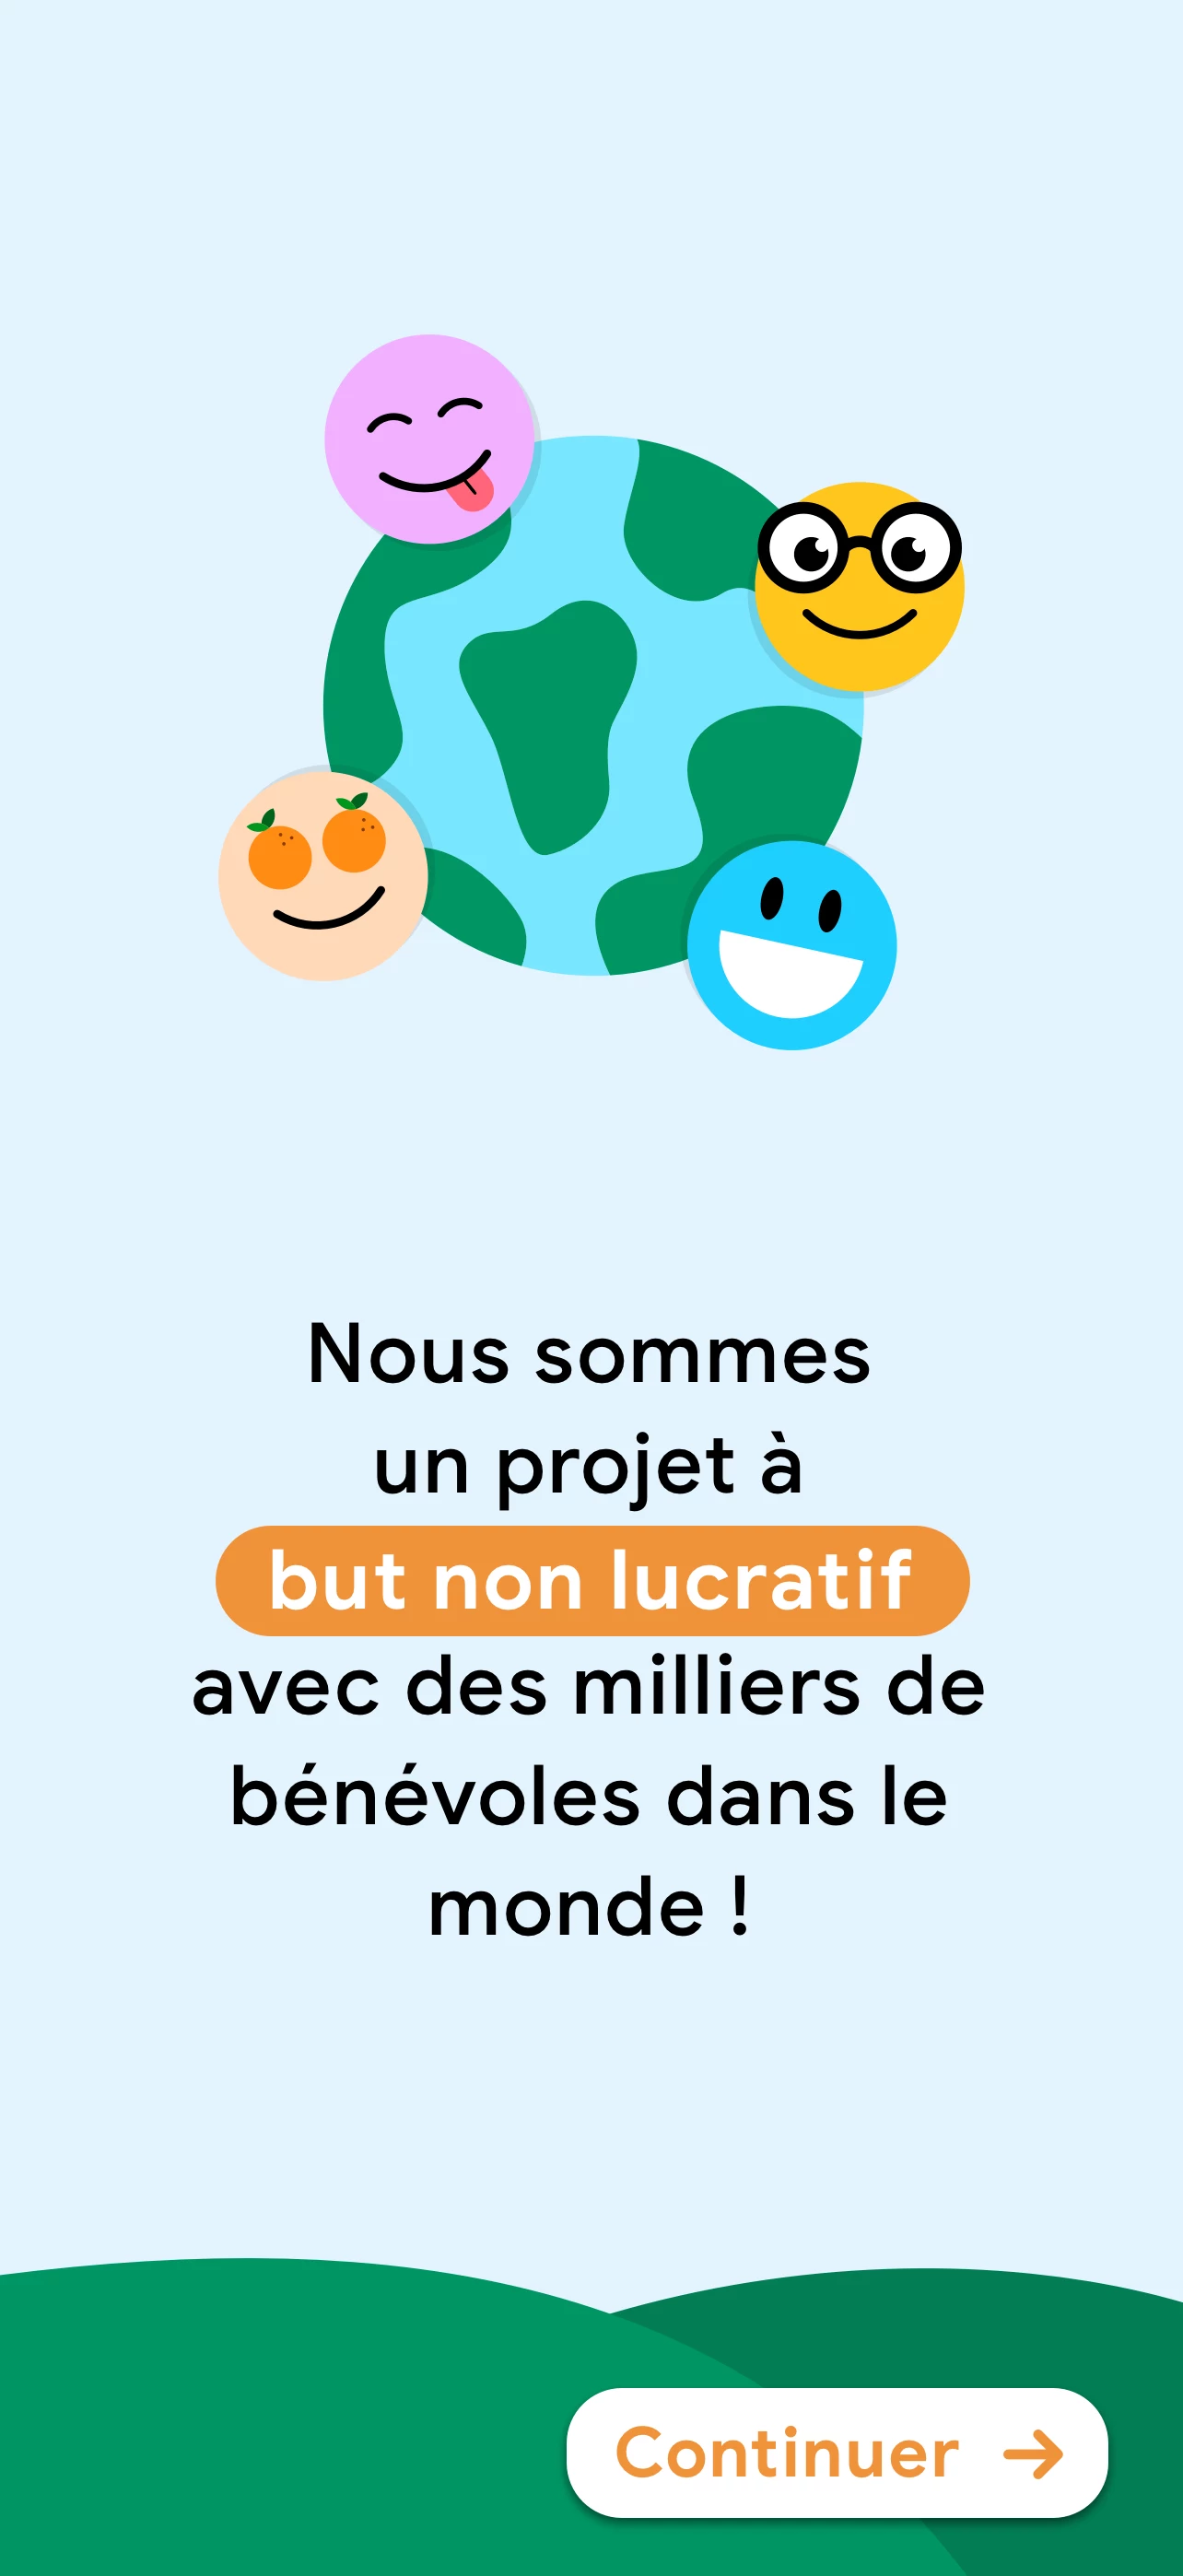 Nous sommes
un projet à
but non lucratif
avec des milliers de
bénévoles dans le
monde !
Continuer